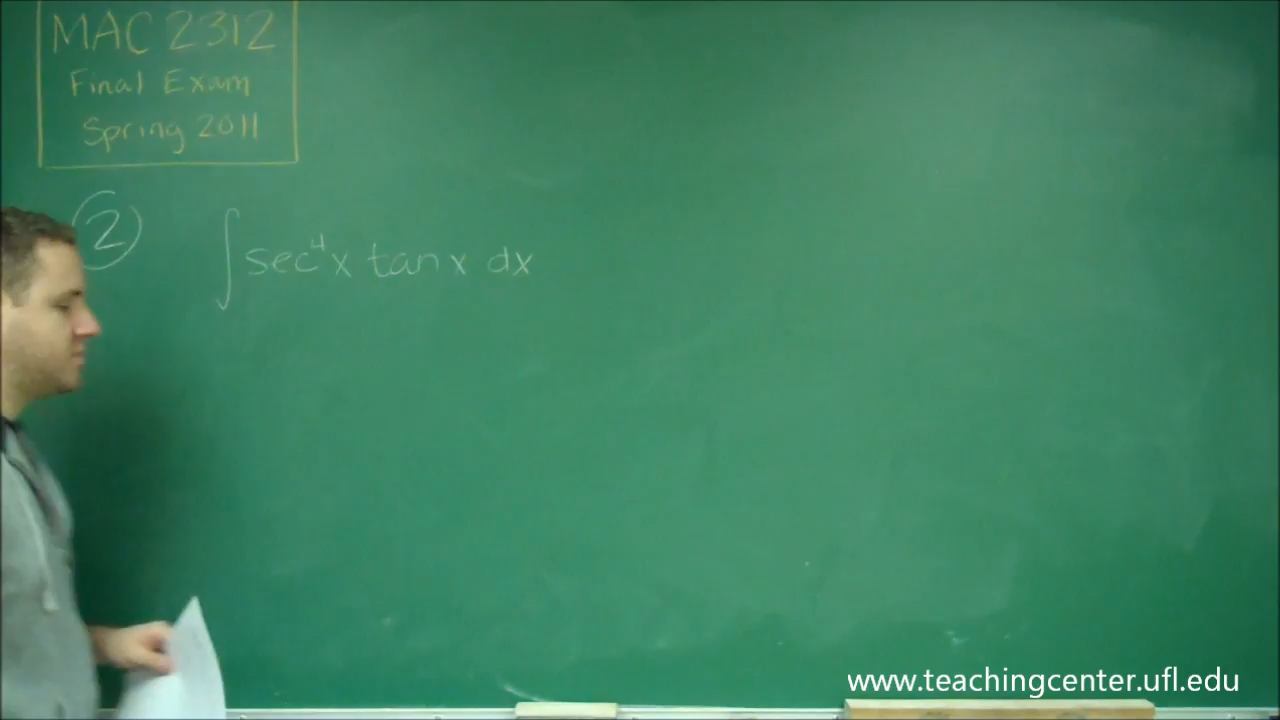 MAC 2312
Final Exam
Spring 2011
2 ∫ sec⁴x tan x dx
www.teachingcenter.ufl.edu